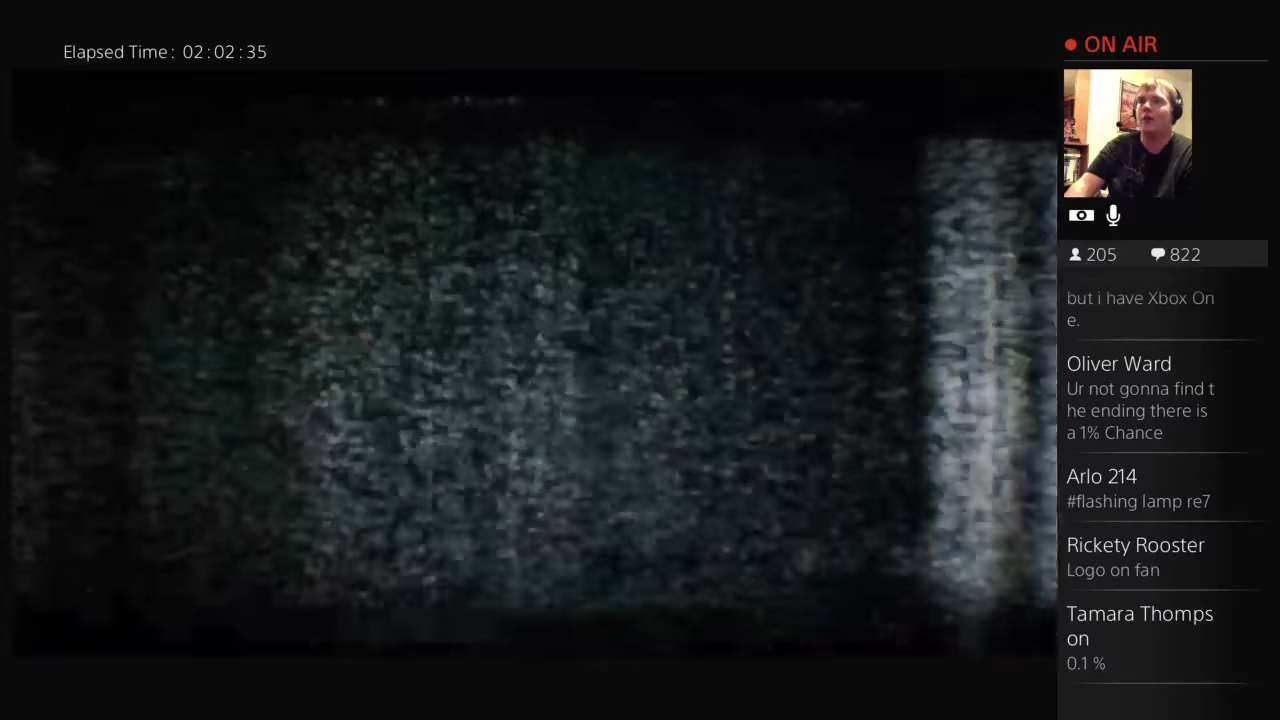 Elapsed Time: 02:02:35
ON AIR
205 822
but i have Xbox On
e.
Oliver Ward
Ur not gonna find t
he ending there is
a 1% Chance
Arlo 214
#flashing lamp re7
Rickety Rooster
Logo on fan
Tamara Thomps
on
0.1 %